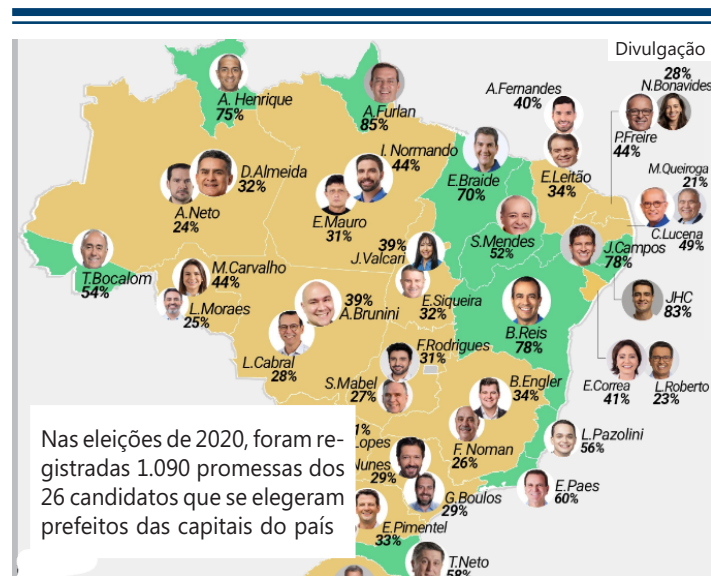 Divulgação
28%
N.Bonavides
A.Fernandes
40%
A. Henrique
75%
A.Furlan
85%
P.Freire
44%
I. Normando
44%
D.Almeida
32%
E.Braide
70%
E.Leitão
34%
M.Queiroga
21%
A.Neto
24%
E.Mauro
31%
C.Lucena
49%
39%
J.Valcari
S.Mendes
52%
J.Campos
78%
T.Bocalom
54%
M.Carvalho
44%
L.Moraes
25%
39%
A.Brunini
E.Siqueira
32%
JHC
83%
B.Reis
78%
L.Cabral
28%
F.Rodrigues
31%
S.Mabel
27%
B.Engler
34%
E.Correa
41%
L.Roberto
23%
Nas eleições de 2020, foram re-
gistradas 1.090 promessas dos
26 candidatos que se elegeram
prefeitos das capitais do país
F. Noman
26%
L.Pazolini
56%
29%
G.Boulos
29%
E.Paes
60%
E.Pimentel
33%
T.Neto
58%